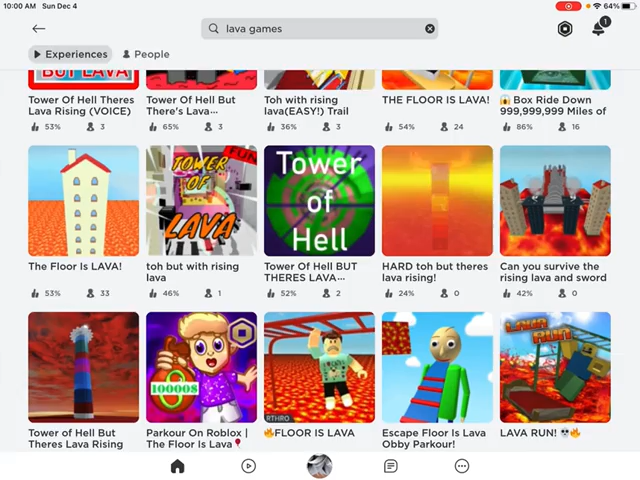 10:00 AM Sun Dec 4
64%
lava games
1
Experiences
People
BUT LAVA
Tower Of Hell Theres
Lava Rising (VOICE)
53% 3
Tower Of Hell But
There's Lava...
65% 3
Toh with rising
lava(EASY!) Trail
36% 3
THE FLOOR IS LAVA!
54% 24
😱 Box Ride Down
999,999,999 Miles of
86% 16
The Floor Is LAVA!
53% 33
TOWER
OF
LAVA
FUN
toh but with rising
lava
46% 1
Tower
of
Hell
Tower Of Hell BUT
THERES LAVA...
52% 2
HARD toh but theres
lava rising!
24% 0
Can you survive the
rising lava and sword
42% 0
Tower of Hell But
Theres Lava Rising
10000$
Parkour On Roblox |
The Floor Is Lava🎈
RTHRO
🔥FLOOR IS LAVA
Escape Floor Is Lava
Obby Parkour!
LAVA RUN
LAVA RUN! 💀🔥